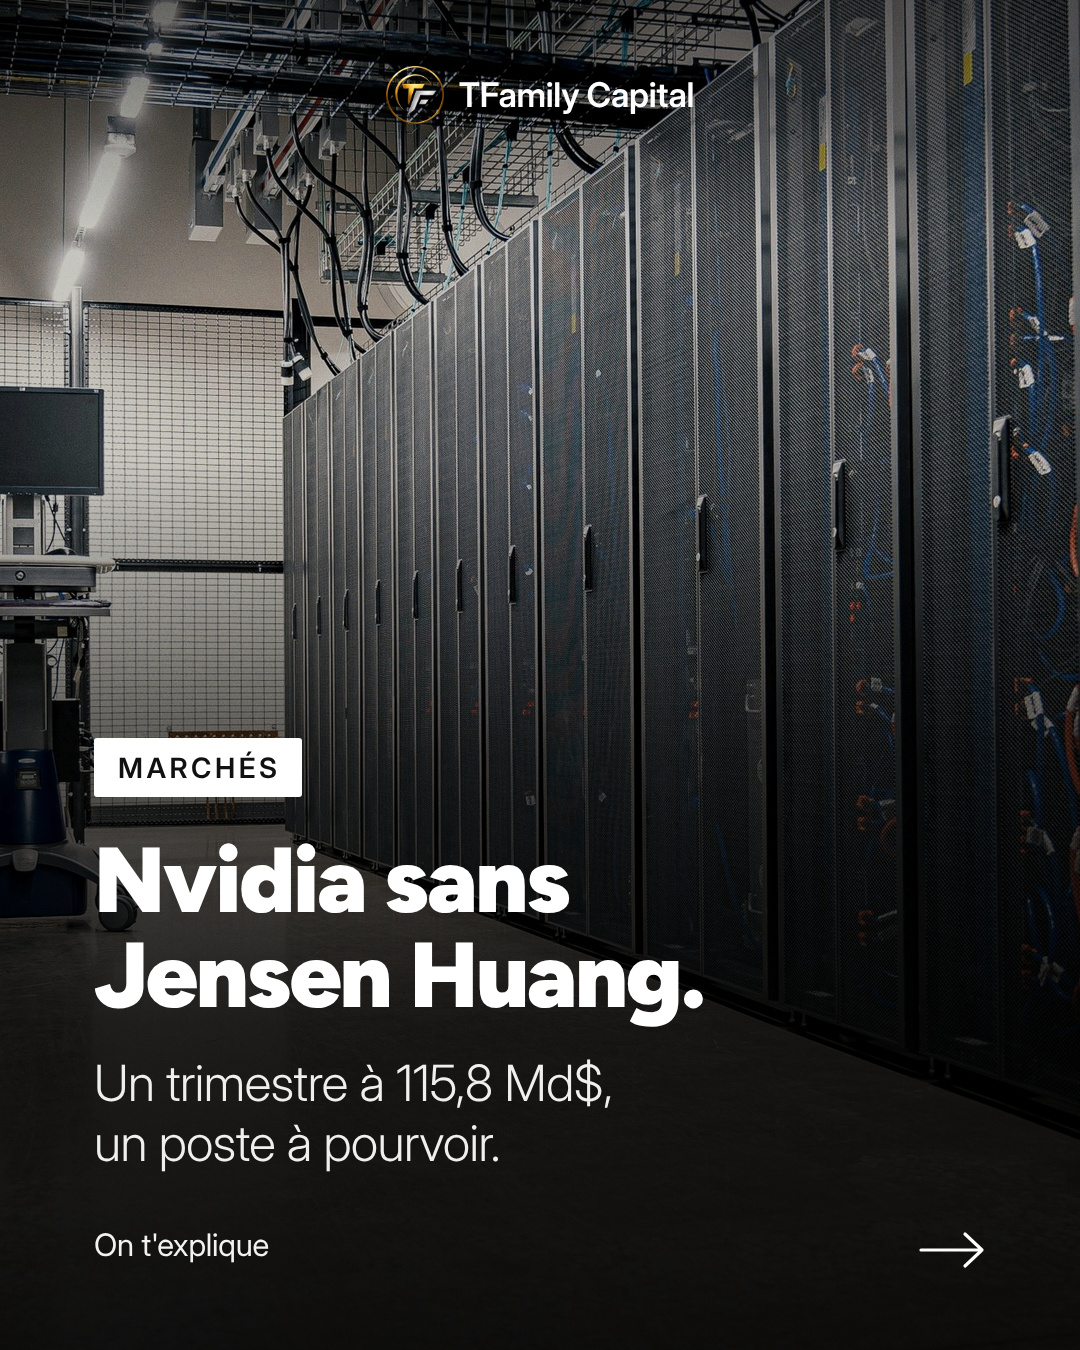 TFamily Capital
MARCHÉS
Nvidia sans
Jensen Huang.
Un trimestre à 115,8 Md$,
un poste à pourvoir.
On t'explique